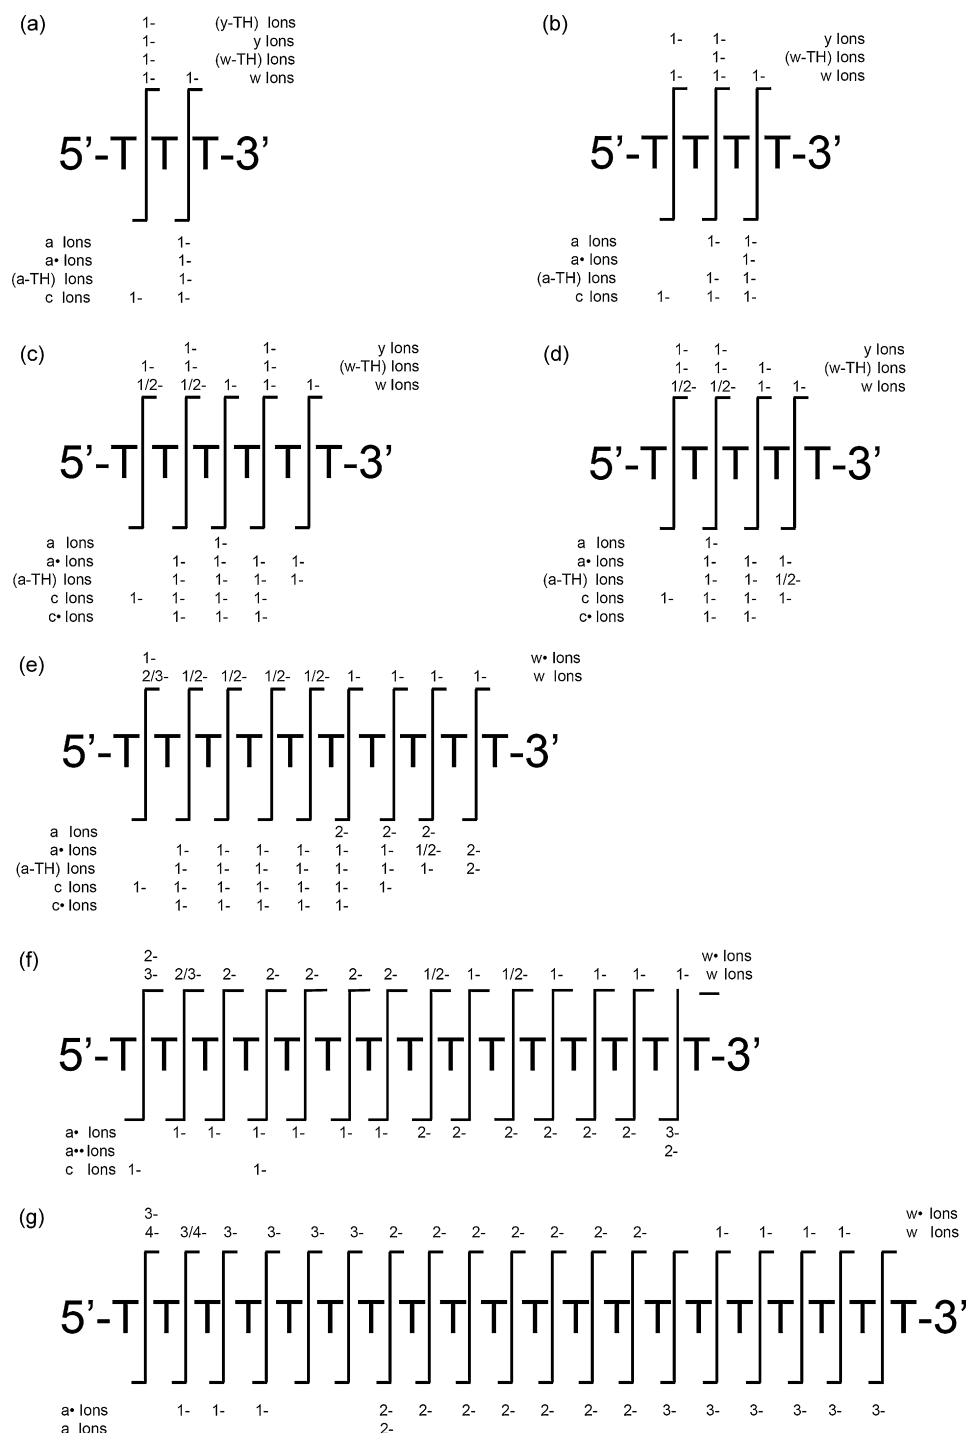 (a)
1- (y-TH) Ions
1- y Ions
1- (w-TH) Ions
1- 1- w Ions
5'-T T T-3'
a Ions 1-
a• Ions 1-
(a-TH) Ions 1-
c Ions 1- 1-
(b)
1- 1- y Ions
1- (w-TH) Ions
1- 1- 1- w Ions
5'-T T T T-3'
a Ions 1- 1-
a• Ions 1-
(a-TH) Ions 1- 1-
c Ions 1- 1- 1-
(c)
1- 1- y Ions
1- 1- 1- (w-TH) Ions
1/2- 1/2- 1- 1- 1- w Ions
5'-T T T T T T-3'
a Ions 1-
a• Ions 1- 1- 1- 1-
(a-TH) Ions 1- 1- 1- 1-
c Ions 1- 1- 1- 1-
c• Ions 1- 1- 1-
(d)
1- 1- y Ions
1- 1- 1- (w-TH) Ions
1/2- 1/2- 1- 1- w Ions
5'-T T T T T-3'
a Ions 1-
a• Ions 1- 1- 1-
(a-TH) Ions 1- 1- 1/2-
c Ions 1- 1- 1- 1-
c• Ions 1- 1-
(e)
1- w• Ions
2/3- 1/2- 1/2- 1/2- 1/2- 1- 1- 1- 1- w Ions
5'-T T T T T T T T T T-3'
a Ions 2- 2- 2-
a• Ions 1- 1- 1- 1- 1- 1- 1/2- 2-
(a-TH) Ions 1- 1- 1- 1- 1- 1- 1- 2-
c Ions 1- 1- 1- 1- 1- 1- 1-
c• Ions 1- 1- 1- 1- 1-
(f)
2- w• Ions
3- 2/3- 2- 2- 2- 2- 2- 1/2- 1- 1/2- 1- 1- 1- 1- w Ions
5'-T T T T T T T T T T T T T T T-3'
a• Ions 1- 1- 1- 1- 1- 1- 2- 2- 2- 2- 2- 2- 3-
a•• Ions 2-
c Ions 1- 1-
(g)
3- w• Ions
4- 3/4- 3- 3- 3- 3- 2- 2- 2- 2- 2- 2- 2- 1- 1- 1- 1- w Ions
5'-T T T T T T T T T T T T T T T T T T T T-3'
a• Ions 1- 1- 1- 2- 2- 2- 2- 2- 2- 2- 3- 3- 3- 3- 3- 3-
a Ions 2-